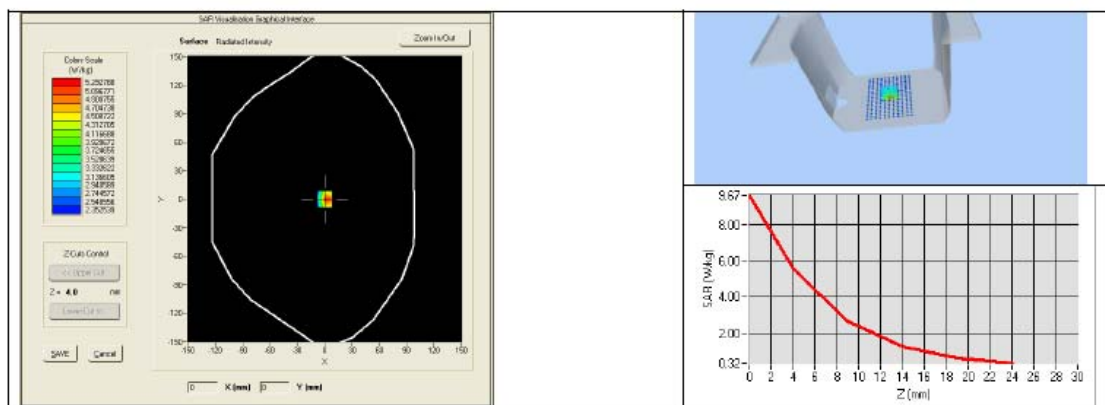 SAR Visualisation Graphical Interface
Surface Radiated Intensity
Zoom In/Out
Colors Scale
(W/kg)
5.292788
5.096771
4.900755
4.704738
4.508722
4.312705
4.116688
3.920672
3.724655
3.528639
3.332622
3.136605
2.940589
2.744572
2.548556
2.352539
150
120
90
60
30
0
-30
-60
-90
-120
-150
Y
-150 -120 -90 -60 -30 0 30 60 90 120 150
X
Z Cuts Control
<< Upper Cut
Z = 4.0 mm
Lower Cut >>
SAVE Cancel
0 X (mm) 0 Y (mm)
9.67
8.00
6.00
4.00
2.00
0.32
SAR (W/kg)
0 2 4 6 8 10 12 14 16 18 20 22 24 26 28 30
Z (mm)